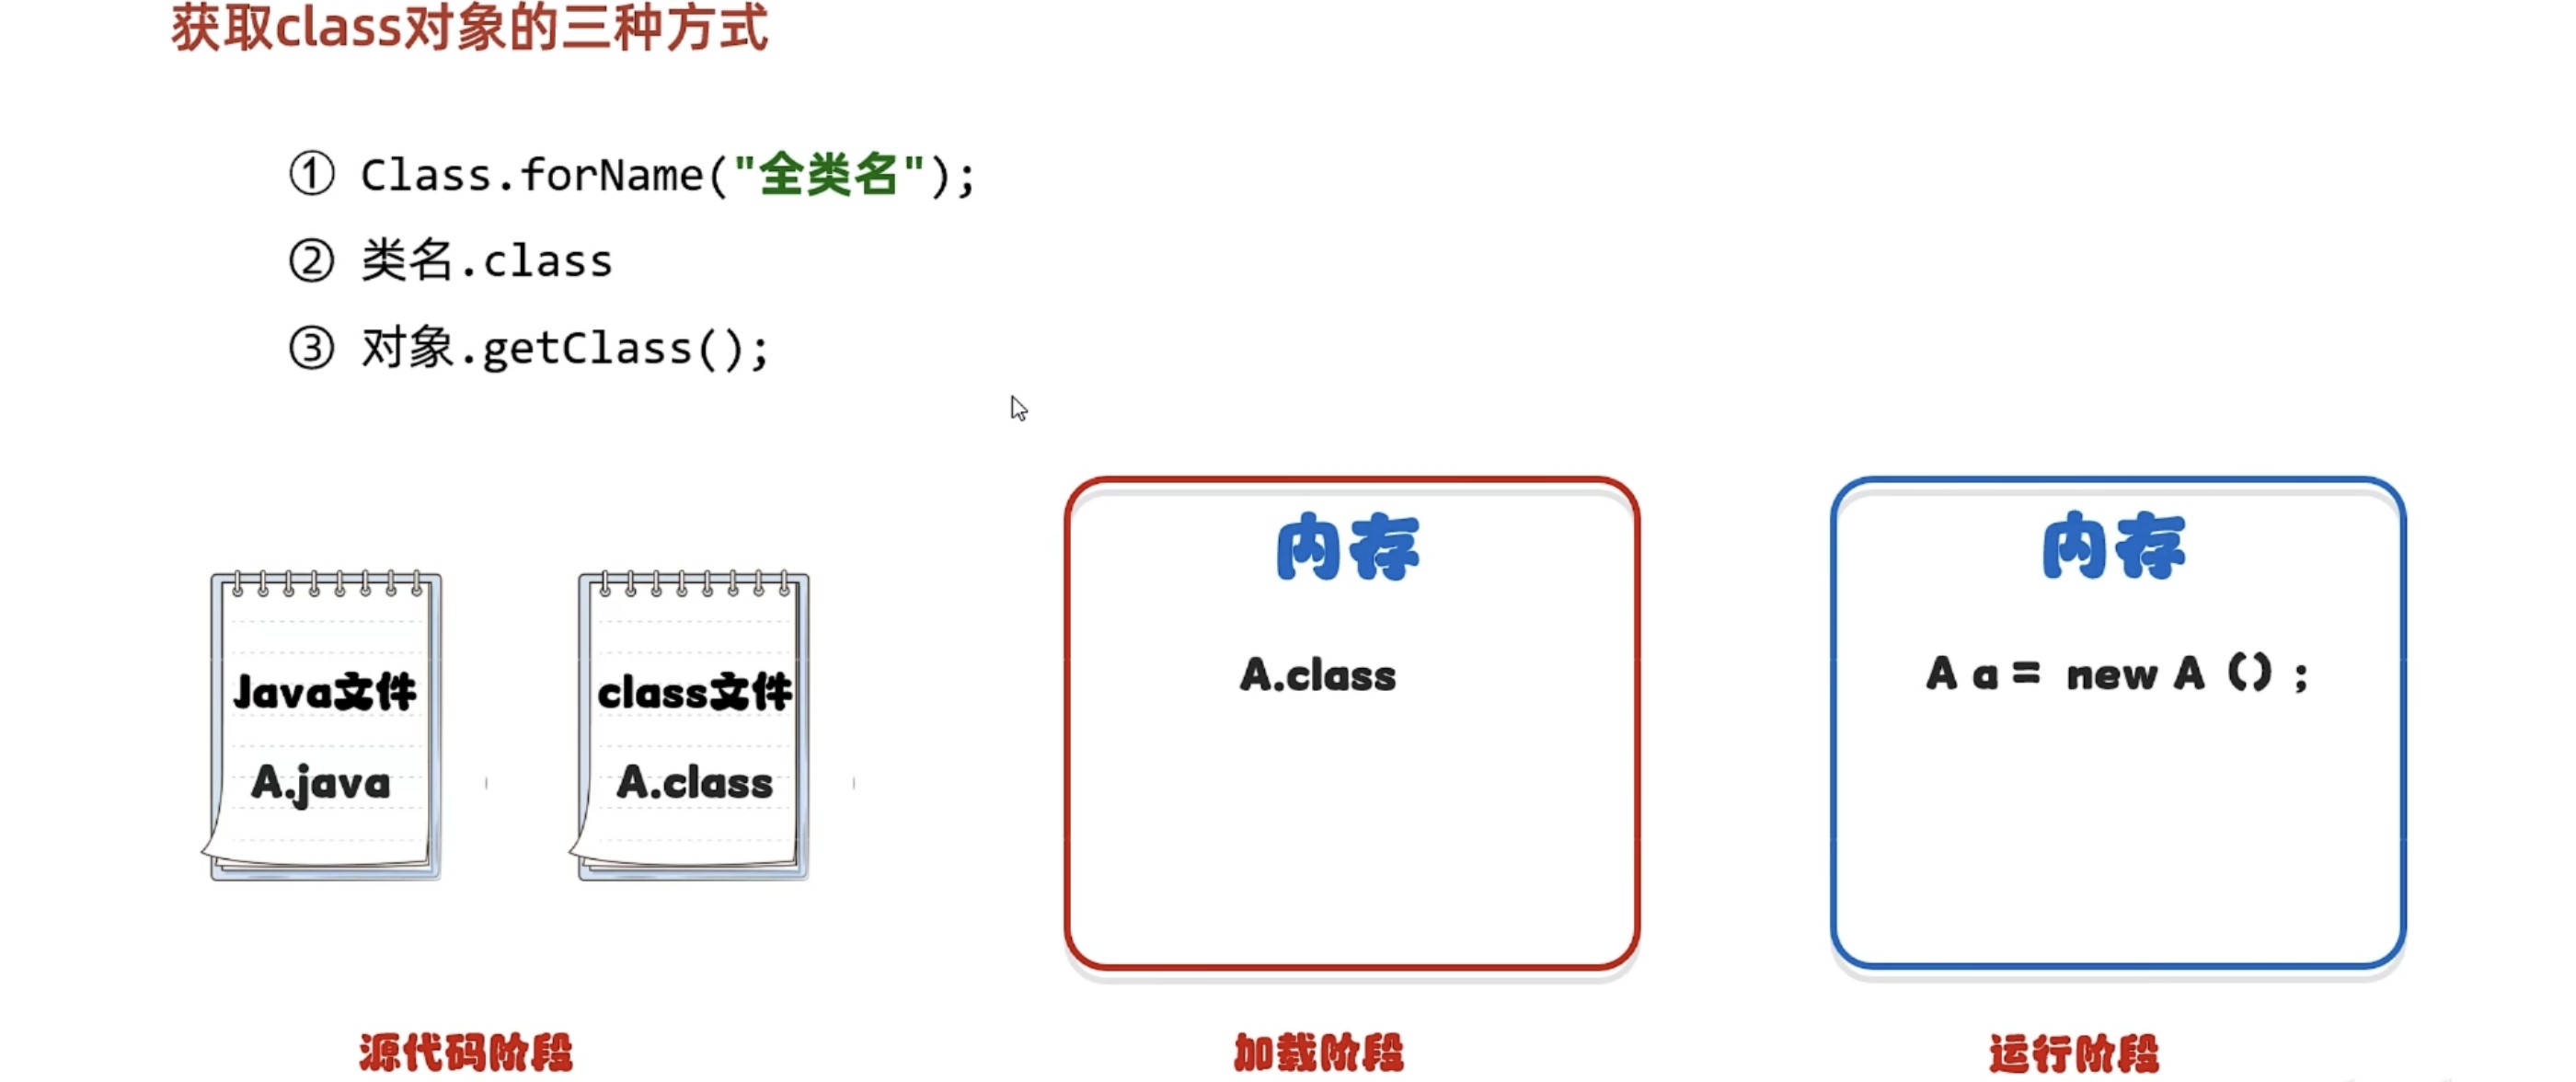 获取class对象的三种方式
① Class.forName("全类名");
② 类名.class
③ 对象.getClass();
Java文件
A.java
class文件
A.class
源代码阶段
内存
A.class
加载阶段
内存
A a = new A () ;
运行阶段